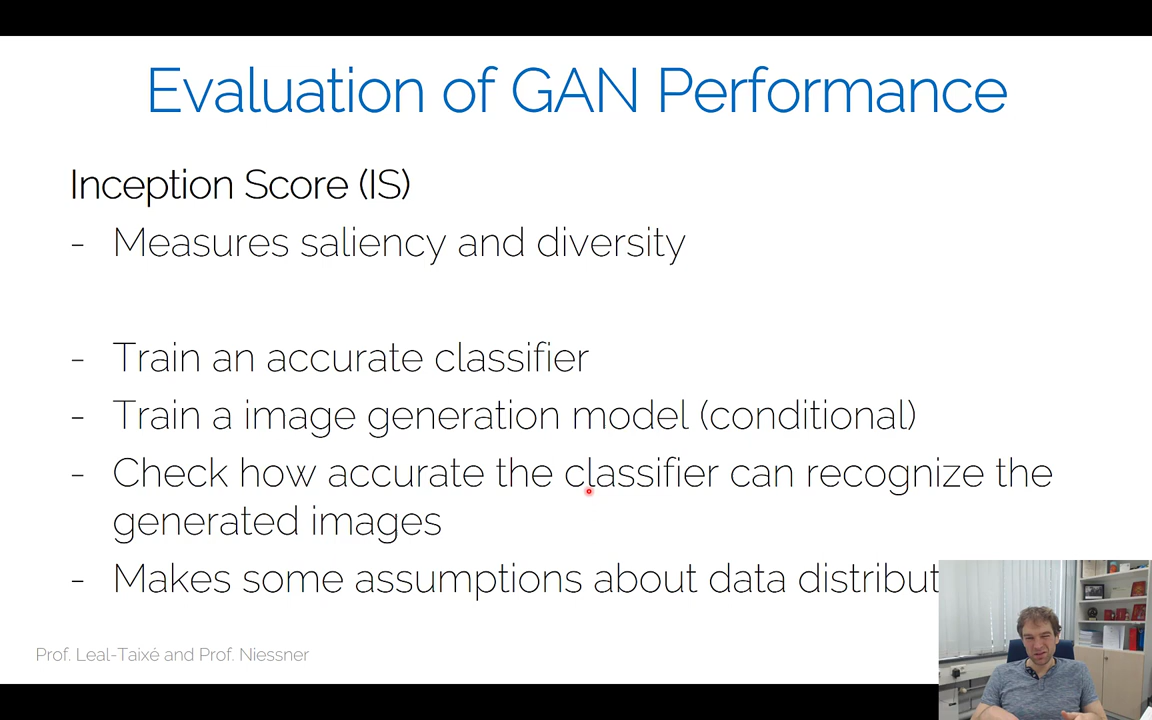 Evaluation of GAN Performance
Inception Score (IS)
- Measures saliency and diversity
- Train an accurate classifier
- Train a image generation model (conditional)
- Check how accurate the classifier can recognize the
generated images
- Makes some assumptions about data distribut
Prof. Leal-Taixé and Prof. Niessner